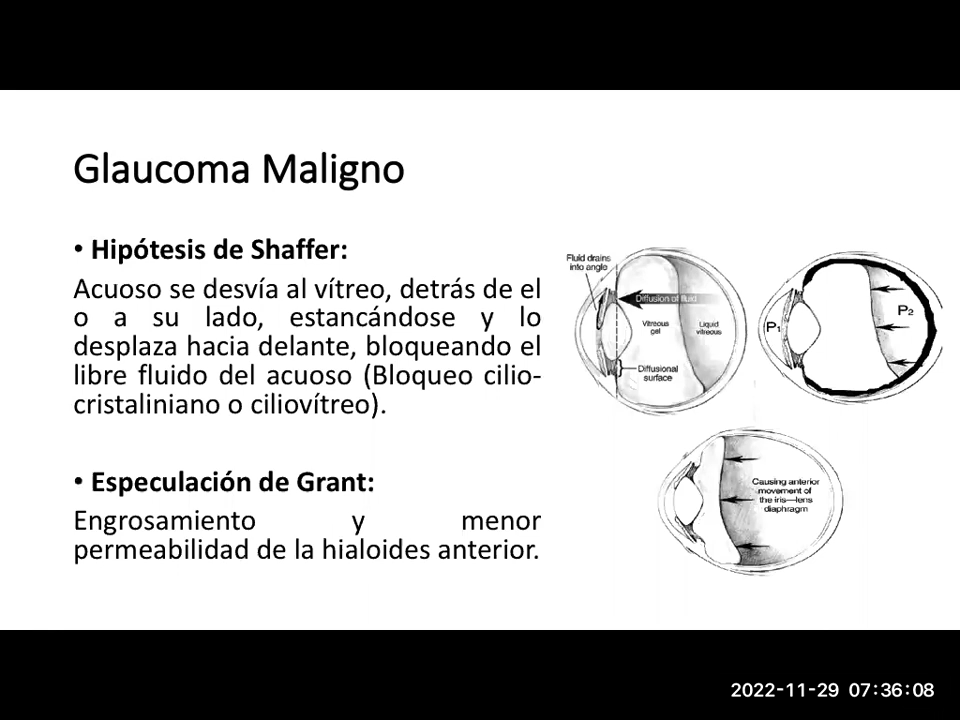 Glaucoma Maligno
• Hipótesis de Shaffer:
Acuoso se desvía al vítreo, detrás de el
o a su lado, estancándose y lo
desplaza hacia delante, bloqueando el
libre fluido del acuoso (Bloqueo cilio-
cristaliniano o ciliovítreo).
• Especulación de Grant:
Engrosamiento y menor
permeabilidad de la hialoides anterior.
Fluid drains
into angle
Diffusion of fluid
Vitreous
gel
Liquid
vitreous
Diffusional
surface
P1
P2
Causing anterior
movement of
the iris—lens
diaphragm
2022-11-29 07:36:08